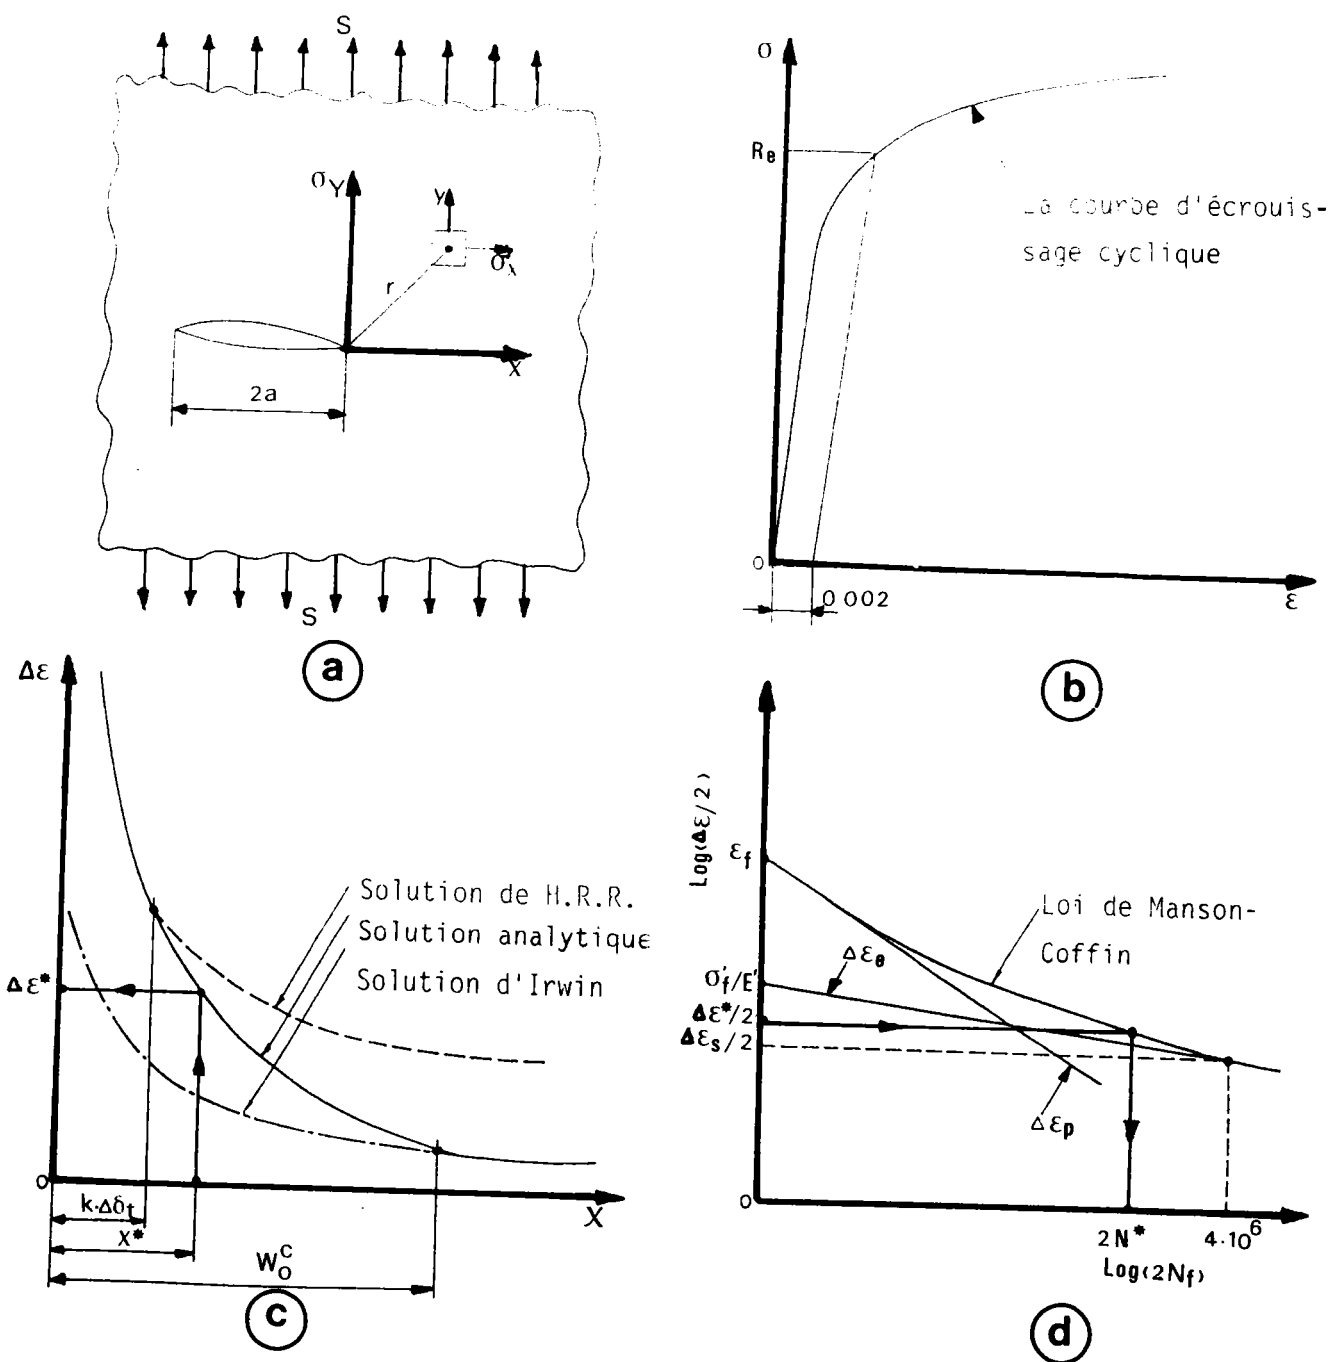 S
σY
y
σx
r
X
2a
S
a
σ
Re
La courbe d'écrouis-
sage cyclique
0
0 002
ε
b
Δε
Solution de H.R.R.
Solution analytique
Solution d'Irwin
Δε*
0
k·Δδt
X
x*
W₀ᶜ
c
Log(Δε/2)
εf
Loi de Manson-
Coffin
Δεe
σ'f/E'
Δε*/2
Δεs/2
Δεp
0
2N*
4·10⁶
Log(2Nf)
d